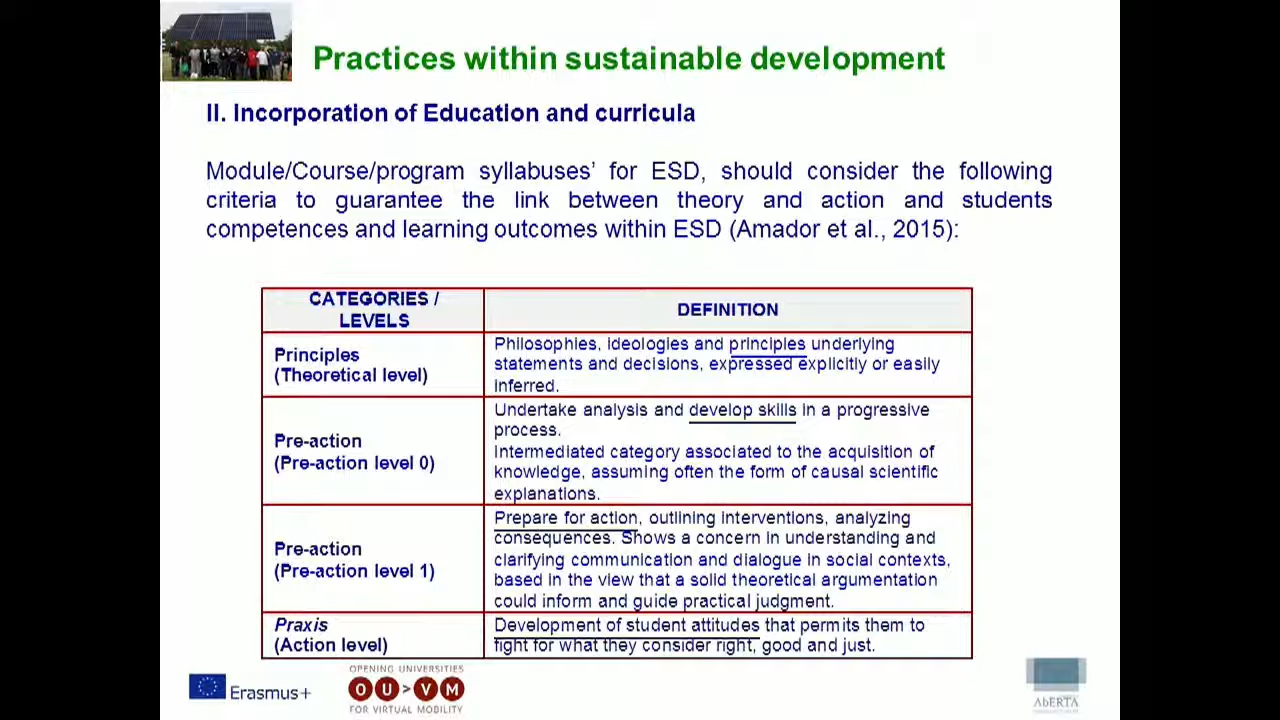 Practices within sustainable development
II. Incorporation of Education and curricula
Module/Course/program syllabuses’ for ESD, should consider the following
criteria to guarantee the link between theory and action and students
competences and learning outcomes within ESD (Amador et al., 2015):
CATEGORIES /
LEVELS
DEFINITION
Principles
(Theoretical level)
Philosophies, ideologies and principles underlying
statements and decisions, expressed explicitly or easily
inferred.
Pre-action
(Pre-action level 0)
Undertake analysis and develop skills in a progressive
process.
Intermediated category associated to the acquisition of
knowledge, assuming often the form of causal scientific
explanations.
Pre-action
(Pre-action level 1)
Prepare for action, outlining interventions, analyzing
consequences. Shows a concern in understanding and
clarifying communication and dialogue in social contexts,
based in the view that a solid theoretical argumentation
could inform and guide practical judgment.
Praxis
(Action level)
Development of student attitudes that permits them to
fight for what they consider right, good and just.
Erasmus+
OPENING UNIVERSITIES
OU>VM
FOR VIRTUAL MOBILITY
AbERTA